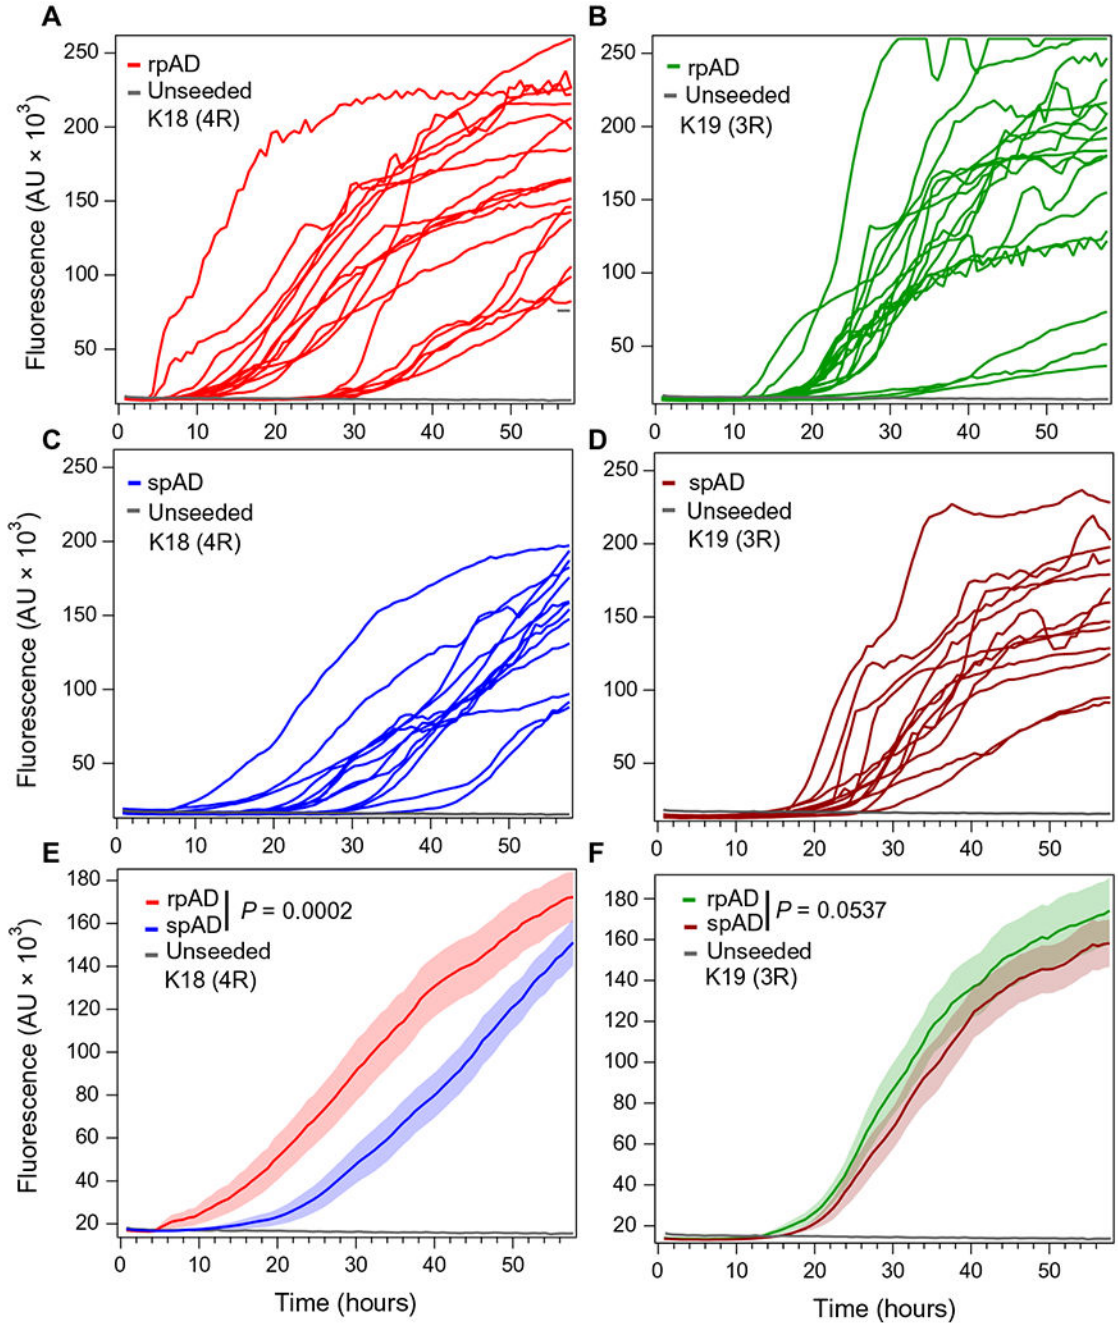 A
Fluorescence (AU × 10³)
250
200
150
100
50
rpAD
Unseeded
K18 (4R)
0 10 20 30 40 50
B
250
200
150
100
50
rpAD
Unseeded
K19 (3R)
0 10 20 30 40 50
C
Fluorescence (AU × 10³)
250
200
150
100
50
spAD
Unseeded
K18 (4R)
0 10 20 30 40 50
D
250
200
150
100
50
spAD
Unseeded
K19 (3R)
0 10 20 30 40 50
E
Fluorescence (AU × 10³)
180
160
140
120
100
80
60
40
20
rpAD
spAD
P = 0.0002
Unseeded
K18 (4R)
0 10 20 30 40 50
Time (hours)
F
180
160
140
120
100
80
60
40
20
rpAD
spAD
P = 0.0537
Unseeded
K19 (3R)
0 10 20 30 40 50
Time (hours)